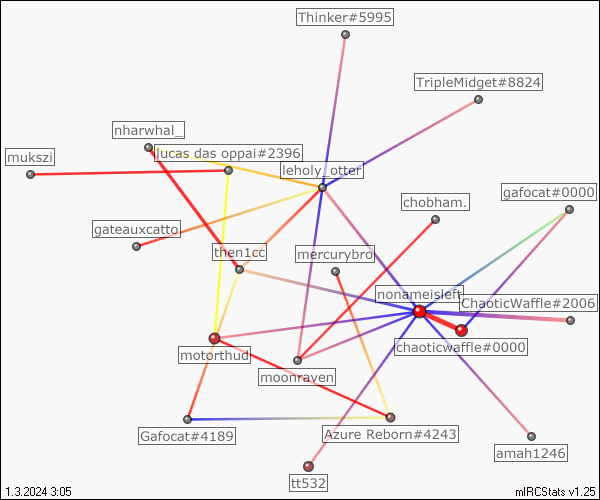 Thinker#5995
TripleMidget#8824
nharwhal_
lucas das oppai#2396
mukszi
leholy_otter
gafocat#0000
chobham.
gateauxcatto
then1cc
mercurybro
nonameisleft
ChaoticWaffle#2006
chaoticwaffle#0000
motorthud
moonraven
Gafocat#4189
Azure Reborn#4243
amah1246
tt532
1.3.2024 3:05
mIRCStats v1.25